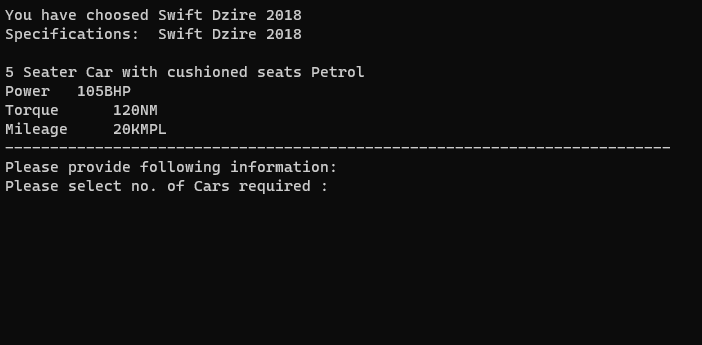 You have choosed Swift Dzire 2018
Specifications:  Swift Dzire 2018
5 Seater Car with cushioned seats Petrol
Power   105BHP
Torque      120NM
Mileage     20KMPL
--------------------------------------------------------------------------
Please provide following information:
Please select no. of Cars required :